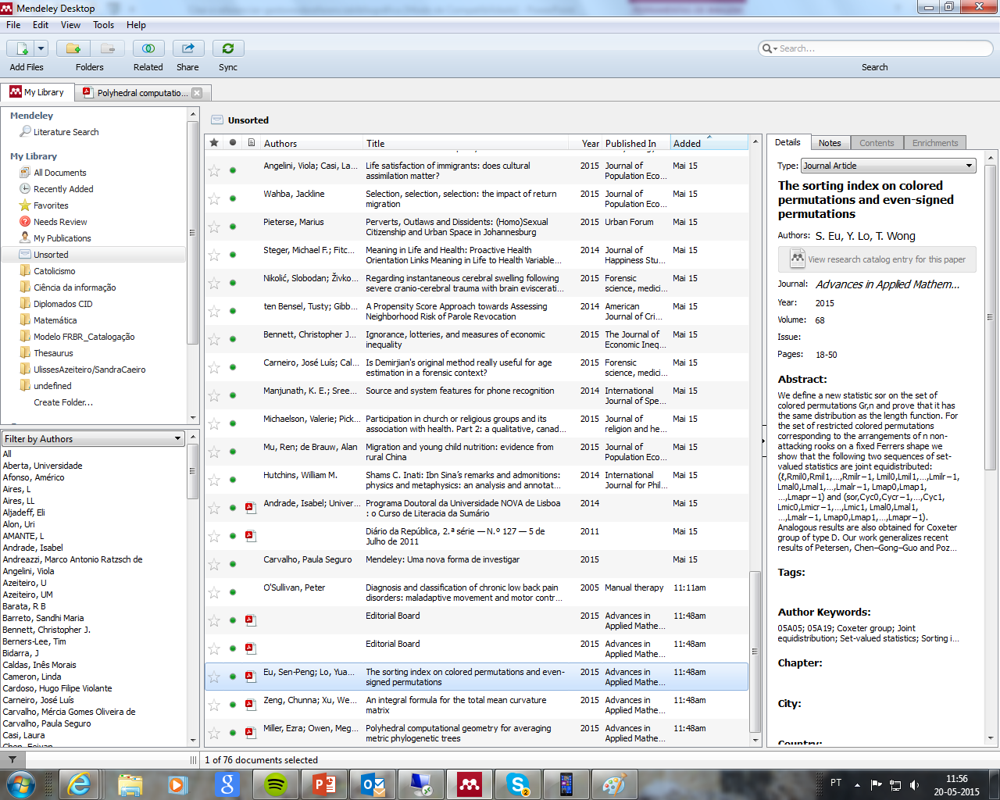 Mendeley Desktop
File Edit View Tools Help
Add Files Folders Related Share Sync
Search...
Search
My Library
Polyhedral computatio...
Mendeley
Literature Search
My Library
All Documents
Recently Added
Favorites
Needs Review
My Publications
Unsorted
Catolicismo
Ciência da informação
Diplomados CID
Matemática
Modelo FRBR_Catalogação
Thesaurus
UlissesAzeiteiro/SandraCaeiro
undefined
Create Folder...
Filter by Authors
All
Aberta, Universidade
Afonso, Américo
Aires, L
Aires, LL
Aljadeff, Eli
Alon, Uri
AMANTE, L
Andrade, Isabel
Andreazzi, Marco Antonio Ratzsch de
Angelini, Viola
Azeiteiro, U
Azeiteiro, UM
Barata, R B
Barreto, Sandhi Maria
Bennett, Christopher J.
Berners-Lee, Tim
Bidarra, J
Caldas, Inês Morais
Cameron, Linda
Cardoso, Hugo Filipe Violante
Carneiro, José Luís
Carvalho, Mércia Gomes Oliveira de
Carvalho, Paula Seguro
Casi, Laura
Chen, Feiyan
Unsorted
Authors Title Year Published In Added
Angelini, Viola; Casi, La... Life satisfaction of immigrants: does cultural 2015 Journal of Mai 15
assimilation matter? Population Eco...
Wahba, Jackline Selection, selection, selection: the impact of return 2015 Journal of Mai 15
migration Population Eco...
Pieterse, Marius Perverts, Outlaws and Dissidents: (Homo)Sexual 2015 Urban Forum Mai 15
Citizenship and Urban Space in Johannesburg
Steger, Michael F.; Fitc... Meaning in Life and Health: Proactive Health 2014 Journal of Mai 15
Orientation Links Meaning in Life to Health Variable... Happiness Stu...
Nikolić, Slobodan; Živko... Regarding instantaneous cerebral swelling following 2015 Forensic Mai 15
severe cranio-cerebral trauma with brain eviscerati... science, medici...
ten Bensel, Tusty; Gibb... A Propensity Score Approach towards Assessing 2014 American Mai 15
Neighborhood Risk of Parole Revocation Journal of Cri...
Bennett, Christopher J... Ignorance, lotteries, and measures of economic 2015 The Journal of Mai 15
inequality Economic Ineq...
Carneiro, José Luís; Cal... Is Demirjian's original method really useful for age 2015 Forensic Mai 15
estimation in a forensic context? science, medici...
Manjunath, K. E.; Sree... Source and system features for phone recognition 2014 International Mai 15
Journal of Spe...
Michaelson, Valerie; Pick... Participation in church or religious groups and its 2015 Journal of Mai 15
association with health. Part 2: a qualitative, canad... religion and he...
Mu, Ren; de Brauw, Alan Migration and young child nutrition: evidence from 2015 Journal of Mai 15
rural China Population Eco...
Hutchins, William M. Shams C. Inati: Ibn Sina’s remarks and admonitions: 2014 International Mai 15
physics and metaphysics: an analysis and annotat... Journal for Phil...
Andrade, Isabel; Univer... Programa Doutoral da Universidade NOVA de Lisboa 2014 Mai 15
: o Curso de Literacia da Sumário
Diário da República, 2.ª série — N.º 127 — 5 de 2011 Mai 15
Julho de 2011
Carvalho, Paula Seguro Mendeley: Uma nova forma de investigar 2015 Mai 15
O'Sullivan, Peter Diagnosis and classification of chronic low back pain 2005 Manual therapy 11:11am
disorders: maladaptive movement and motor contr...
Editorial Board 2015 Advances in 11:48am
Applied Mathe...
Editorial Board 2015 Advances in 11:48am
Applied Mathe...
Eu, Sen-Peng; Lo, Yua... The sorting index on colored permutations and even- 2015 Advances in 11:48am
signed permutations Applied Mathe...
Zeng, Chunna; Xu, We... An integral formula for the total mean curvature 2015 Advances in 11:48am
matrix Applied Mathe...
Miller, Ezra; Owen, Meg... Polyhedral computational geometry for averaging 2015 Advances in 11:48am
metric phylogenetic trees Applied Mathe...
1 of 76 documents selected
Details Notes Contents Enrichments
Type: Journal Article
The sorting index on colored
permutations and even-signed
permutations
Authors: S. Eu, Y. Lo, T. Wong
View research catalog entry for this paper
Journal: Advances in Applied Mathem...
Year: 2015
Volume: 68
Issue:
Pages: 18-50
Abstract:
We define a new statistic sor on the set of
colored permutations Gr,n and prove that it has
the same distribution as the length function. For
the set of restricted colored permutations
corresponding to the arrangements of n non-
attacking rooks on a fixed Ferrers shape we
show that the following two sequences of set-
valued statistics are joint equidistributed:
(ℓ,Rmil0,Rmil1,…,Rmilr−1, Lmil0,Lmil1,…,Lmilr−1,
Lmal0,Lmal1,…,Lmalr−1, Lmap0,Lmap1,
…,Lmapr−1) and (sor,Cyc0,Cycr−1,…,Cyc1,
Lmic0,Lmicr−1,…,Lmic1, Lmal0,Lmal1,
…,Lmalr−1, Lmap0,Lmap1,…,Lmapr−1).
Analogous results are also obtained for Coxeter
group of type D. Our work generalizes recent
results of Petersen, Chen–Gong–Guo and Poz...
Tags:
Author Keywords:
05A05; 05A19; Coxeter group; Joint
equidistribution; Set-valued statistics; Sorting i...
Chapter:
City:
Country:
PT
11:56
20-05-2015